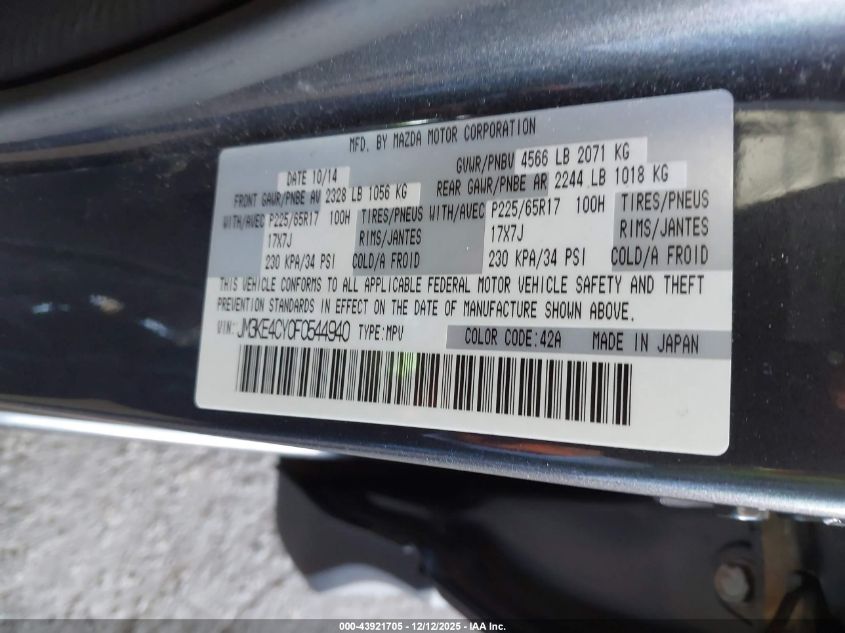 MFD. BY MAZDA MOTOR CORPORATION
DATE 10/14 GVWR/PNBV 4566 LB 2071 KG
FRONT GAWR/PNBE AV 2328 LB 1056 KG REAR GAWR/PNBE AR 2244 LB 1018 KG
WITH/AVEC P225/65R17 100H TIRES/PNEUS WITH/AVEC P225/65R17 100H TIRES/PNEUS
17X7J RIMS/JANTES 17X7J RIMS/JANTES
230 KPA/34 PSI COLD/A FROID 230 KPA/34 PSI COLD/A FROID
THIS VEHICLE CONFORMS TO ALL APPLICABLE FEDERAL MOTOR VEHICLE SAFETY AND THEFT
PREVENTION STANDARDS IN EFFECT ON THE DATE OF MANUFACTURE SHOWN ABOVE.
VIN: JM3KE4CY0F0544940 TYPE:MPV COLOR CODE:42A MADE IN JAPAN
000-43921705 - 12/12/2025 - IAA Inc.